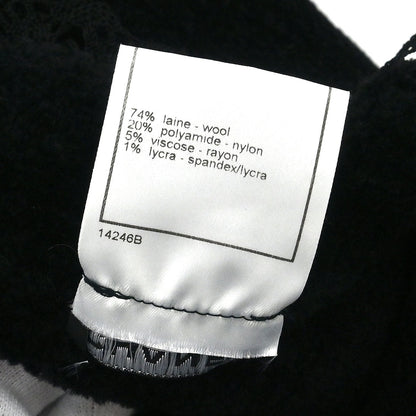 74% laine - wool
20% polyamide - nylon
5% viscose - rayon
1% lycra - spandex/lycra
14246B